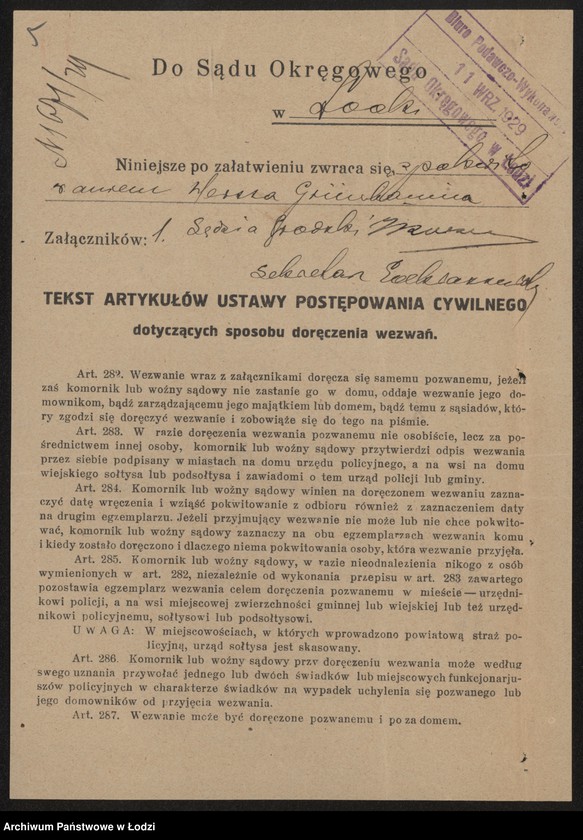 Do Sądu Okręgowego
w Łodzi
Biuro Podawczo-Wykonawcze
11 WRZ. 1929
Sądu Okręgowego w Łodzi
Niniejsze po załatwieniu zwraca się, z
Załączników: 1. Sędzia Grodzki
Sekretarz
TEKST ARTYKUŁÓW USTAWY POSTĘPOWANIA CYWILNEGO
dotyczących sposobu doręczenia wezwań.
Art. 282. Wezwanie wraz z załącznikami doręcza się samemu pozwanemu, jeżeli
zaś komornik lub woźny sądowy nie zastanie go w domu, oddaje wezwanie jego do-
mownikom, bądź zarządzającemu jego majątkiem lub domem, bądź temu z sąsiadów, któ-
ry zgodzi się doręczyć wezwanie i zobowiąże się do tego na piśmie.
Art. 283. W razie doręczenia wezwania pozwanemu nie osobiście, lecz za po-
średnictwem innej osoby, komornik lub woźny sądowy przytwierdzi odpis wezwania
przez siebie podpisany w miastach na domu urzędu policyjnego, a na wsi na domu
wiejskiego sołtysa lub podsołtysa i zawiadomi o tem urząd policji lub gminy.
Art. 284. Komornik lub woźny sądowy winien na doręczonem wezwaniu zazna-
czyć datę wręczenia i wziąść pokwitowanie z odbioru również z zaznaczeniem daty
na drugim egzemplarzu. Jeżeli przyjmujący wezwanie nie może lub nie chce pokwito-
wać, komornik lub woźny sądowy zaznaczy na obu egzemplarzach wezwania komu
i kiedy zostało doręczono i dlaczego niema pokwitowania osoby, która wezwanie przyjęła.
Art. 285. Komornik lub woźny sądowy, w razie nieodnalezienia nikogo z osób
wymienionych w art. 282, niezależnie od wykonania przepisu w art. 283 zawartego
pozostawia egzemplarz wezwania celem doręczenia pozwanemu w mieście — urzędni-
kowi policji, a na wsi miejscowej zwierzchności gminnej lub wiejskiej lub też urzęd-
nikowi policyjnemu, sołtysowi lub podsołtysowi.
UWAGA: W miejscowościach, w których wprowadzono powiatową straż po-
licyjną, urząd sołtysa jest skasowany.
Art. 286. Komornik lub woźny sądowy przy doręczeniu wezwania może według
swego uznania przywołać jednego lub dwóch świadków lub miejscowych funkcjonarju-
szów policyjnych w charakterze świadków na wypadek uchylenia się pozwanego lub
jego domowników od przyjęcia wezwania.
Art. 287. Wezwanie może być doręczone pozwanemu i poza domem.
Archiwum Państwowe w Łodzi